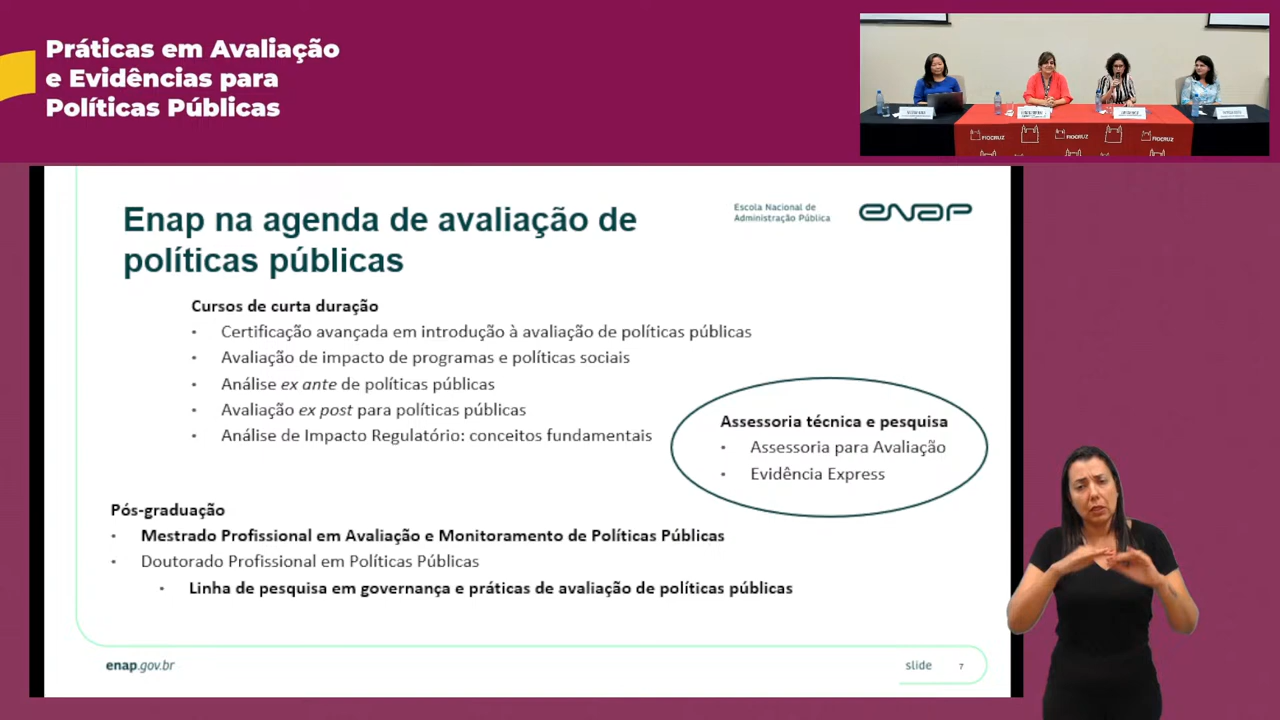 Práticas em Avaliação
e Evidências para
Políticas Públicas
FIOCRUZ
FIOCRUZ
FIOCRUZ
Enap na agenda de avaliação de
políticas públicas
Escola Nacional de
Administração Pública
enap
Cursos de curta duração
• Certificação avançada em introdução à avaliação de políticas públicas
• Avaliação de impacto de programas e políticas sociais
• Análise ex ante de políticas públicas
• Avaliação ex post para políticas públicas
• Análise de Impacto Regulatório: conceitos fundamentais
Assessoria técnica e pesquisa
• Assessoria para Avaliação
• Evidência Express
Pós-graduação
• Mestrado Profissional em Avaliação e Monitoramento de Políticas Públicas
• Doutorado Profissional em Políticas Públicas
• Linha de pesquisa em governança e práticas de avaliação de políticas públicas
enap.gov.br
slide 7